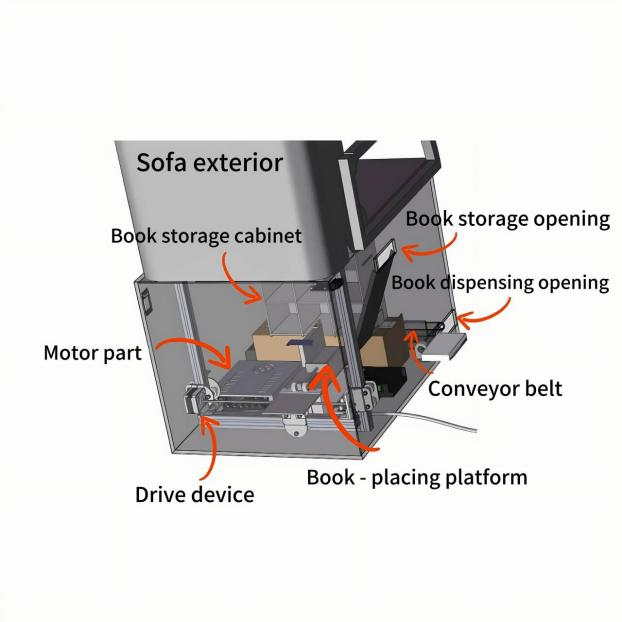 Sofa exterior
Book storage opening
Book storage cabinet
Book dispensing opening
Motor part
Conveyor belt
Book - placing platform
Drive device